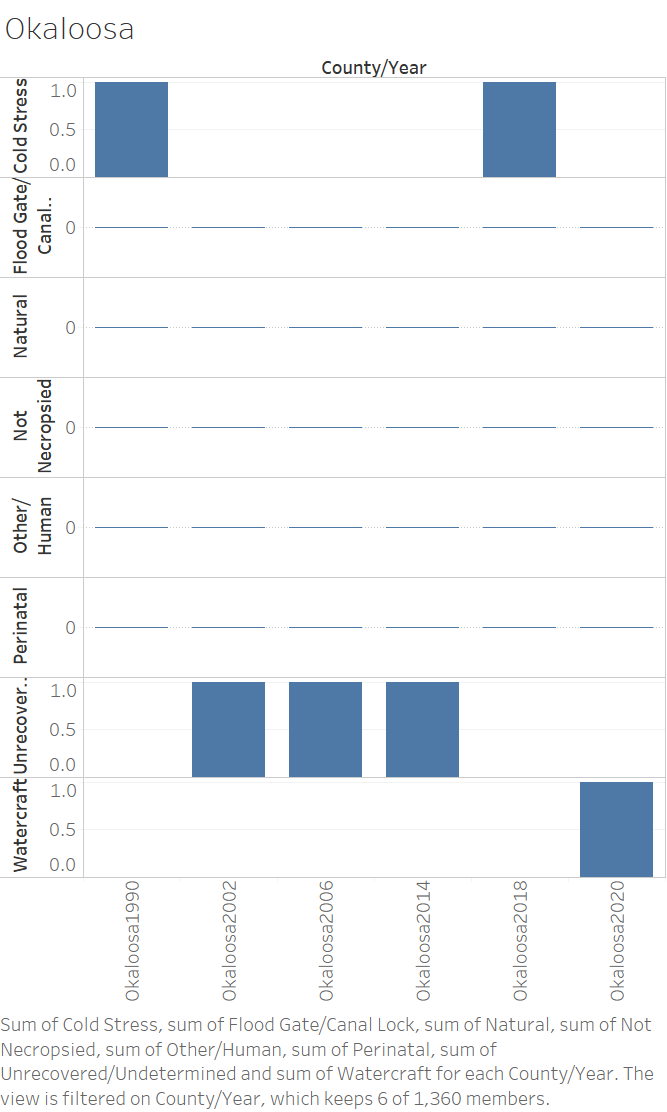 Okaloosa
County/Year
Cold Stress
1.0
0.5
0.0
Flood Gate/
Canal..
0
Natural
0
Not
Necropsied
0
Other/
Human
0
Perinatal
0
Unrecover..
1.0
0.5
0.0
Watercraft
1.0
0.5
0.0
Okaloosa1990
Okaloosa2002
Okaloosa2006
Okaloosa2014
Okaloosa2018
Okaloosa2020
Sum of Cold Stress, sum of Flood Gate/Canal Lock, sum of Natural, sum of Not
Necropsied, sum of Other/Human, sum of Perinatal, sum of
Unrecovered/Undetermined and sum of Watercraft for each County/Year. The
view is filtered on County/Year, which keeps 6 of 1,360 members.